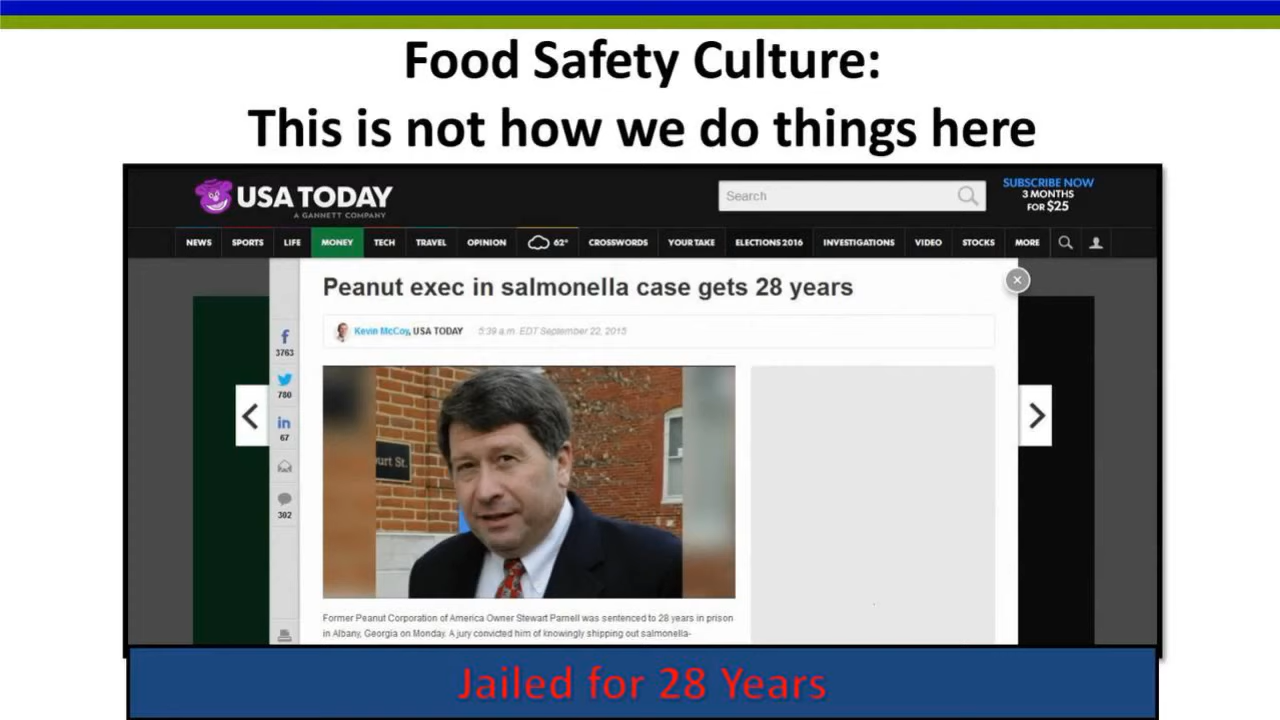 Food Safety Culture:
This is not how we do things here
USA TODAY
A GANNETT COMPANY
Search
SUBSCRIBE NOW
3 MONTHS
FOR $25
NEWS SPORTS LIFE MONEY TECH TRAVEL OPINION 62° CROSSWORDS YOUR TAKE ELECTIONS 2016 INVESTIGATIONS VIDEO STOCKS MORE
Peanut exec in salmonella case gets 28 years
Kevin McCoy, USA TODAY 5:39 a.m. EDT September 22, 2015
3763
780
in
67
302
urt St.
Former Peanut Corporation of America Owner Stewart Parnell was sentenced to 28 years in prison
in Albany, Georgia on Monday. A jury convicted him of knowingly shipping out salmonella-
Jailed for 28 Years